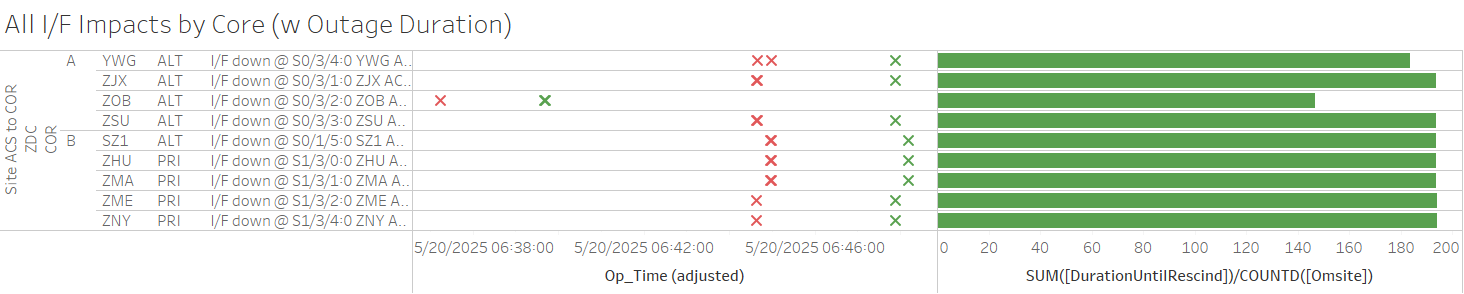 All I/F Impacts by Core (w Outage Duration)
Site ACS to COR
ZDC
COR
A YWG ALT I/F down @ S0/3/4:0 YWG A..
ZJX ALT I/F down @ S0/3/1:0 ZJX AC..
ZOB ALT I/F down @ S0/3/2:0 ZOB A..
ZSU ALT I/F down @ S0/3/3:0 ZSU A..
B SZ1 ALT I/F down @ S0/1/5:0 SZ1 A..
ZHU PRI I/F down @ S1/3/0:0 ZHU A..
ZMA PRI I/F down @ S1/3/1:0 ZMA A..
ZME PRI I/F down @ S1/3/2:0 ZME A..
ZNY PRI I/F down @ S1/3/4:0 ZNY A..
5/20/2025 06:38:00 5/20/2025 06:42:00 5/20/2025 06:46:00 0 20 40 60 80 100 120 140 160 180 200
Op_Time (adjusted) SUM([DurationUntilRescind])/COUNTD([Omsite])